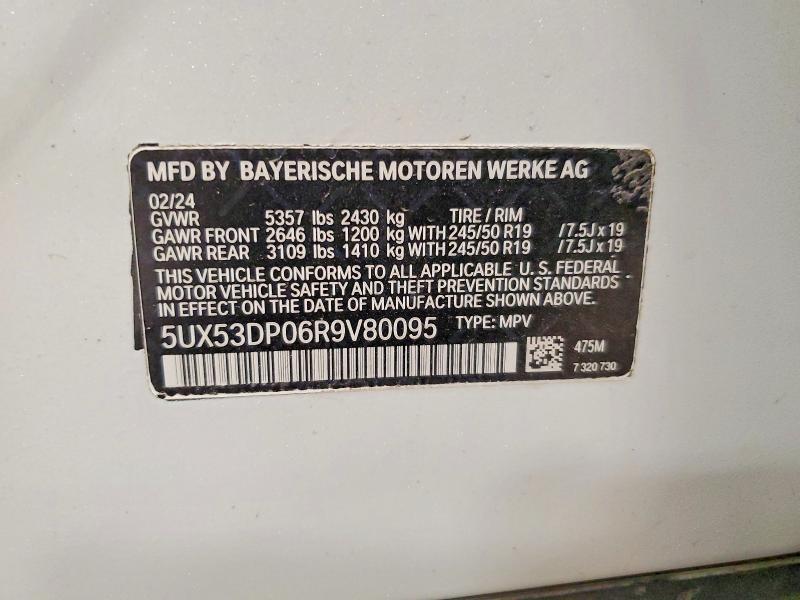 MFD BY BAYERISCHE MOTOREN WERKE AG
02/24
GVWR 5357 lbs 2430 kg TIRE / RIM
GAWR FRONT 2646 lbs 1200 kg WITH 245/50 R19 /7.5J x 19
GAWR REAR 3109 lbs 1410 kg WITH 245/50 R19 /7.5J x 19
THIS VEHICLE CONFORMS TO ALL APPLICABLE U. S. FEDERAL
MOTOR VEHICLE SAFETY AND THEFT PREVENTION STANDARDS
IN EFFECT ON THE DATE OF MANUFACTURE SHOWN ABOVE.
5UX53DP06R9V80095 TYPE: MPV
475M
7 320 730